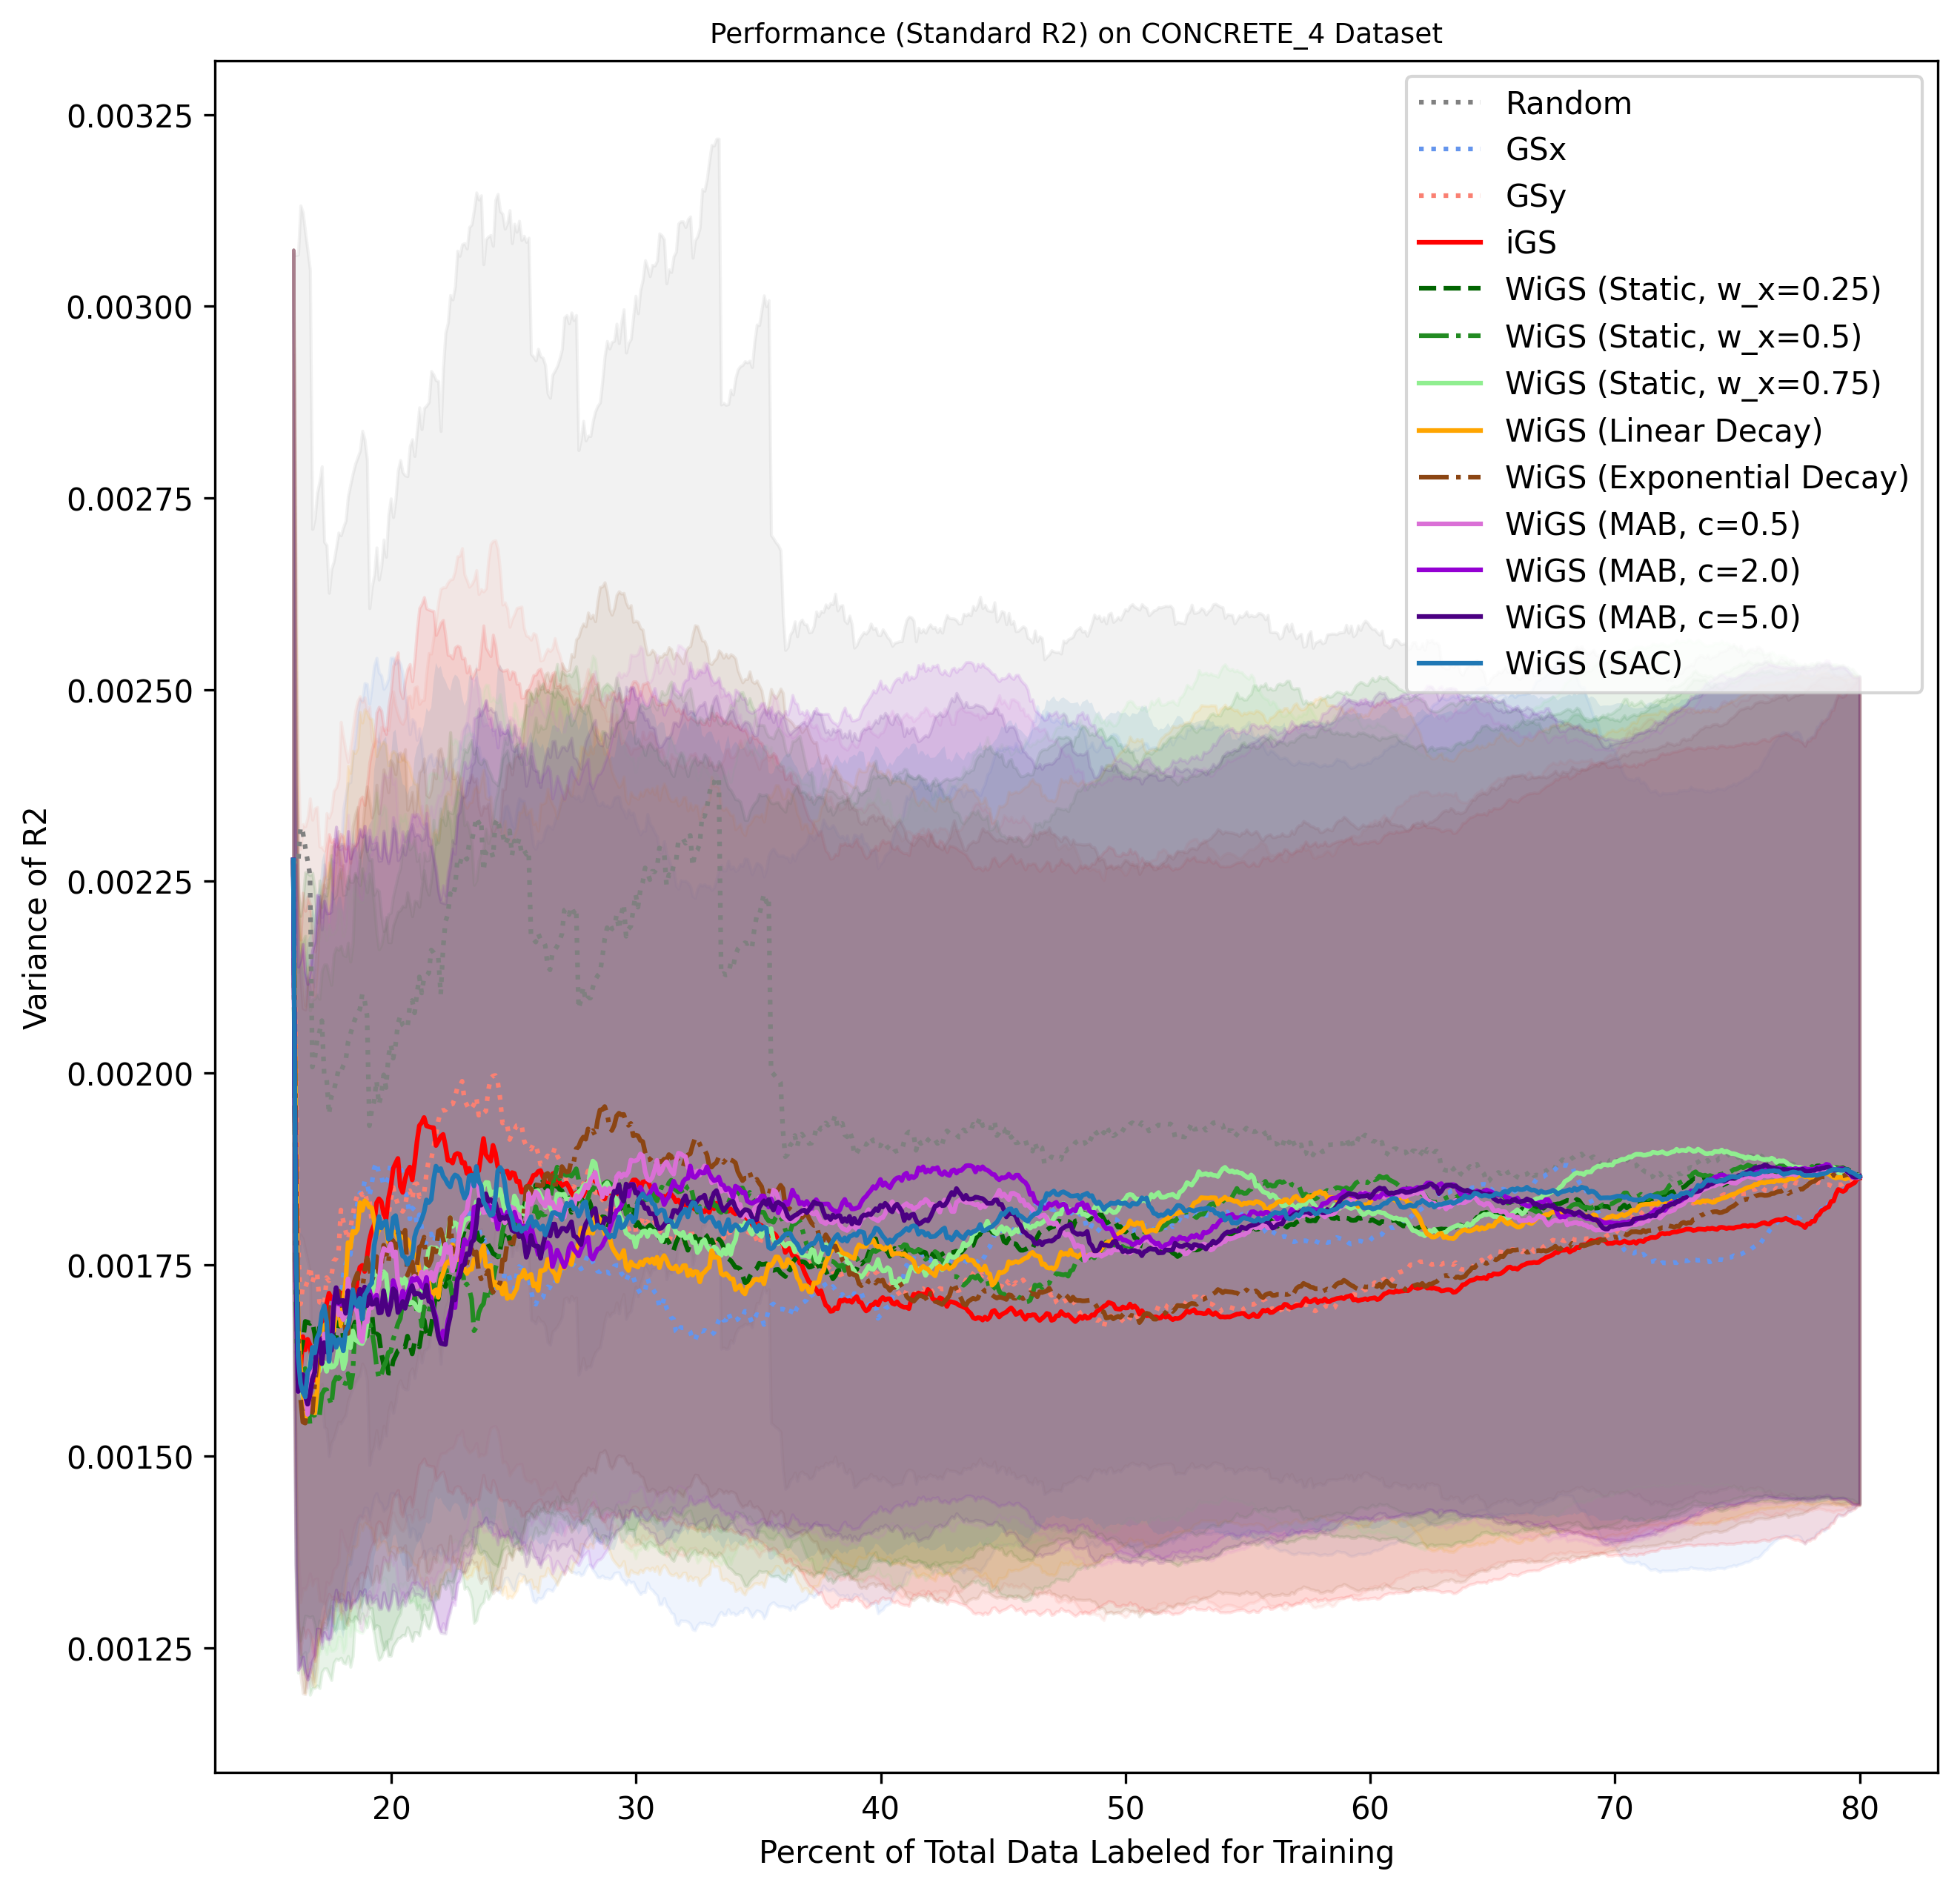 Performance (Standard R2) on CONCRETE_4 Dataset
0.00325
0.00300
0.00275
0.00250
0.00225
0.00200
0.00175
0.00150
0.00125
Variance of R2
Random
GSx
GSy
iGS
WiGS (Static, w_x=0.25)
WiGS (Static, w_x=0.5)
WiGS (Static, w_x=0.75)
WiGS (Linear Decay)
WiGS (Exponential Decay)
WiGS (MAB, c=0.5)
WiGS (MAB, c=2.0)
WiGS (MAB, c=5.0)
WiGS (SAC)
20 30 40 50 60 70 80
Percent of Total Data Labeled for Training